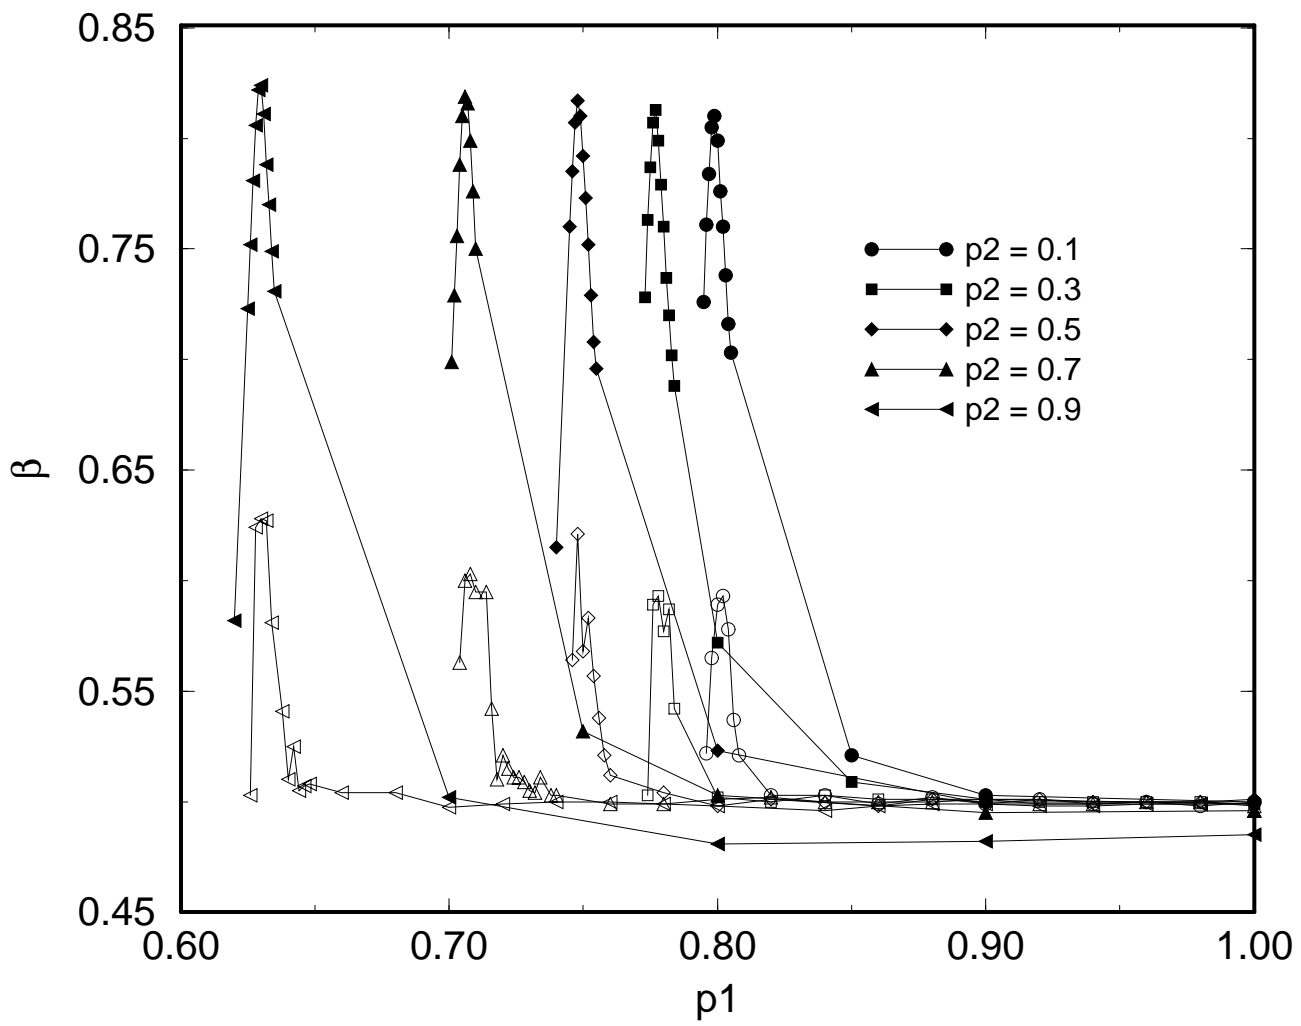 0.85
0.75
0.65
0.55
0.45
β
0.60 0.70 0.80 0.90 1.00
p1
p2 = 0.1
p2 = 0.3
p2 = 0.5
p2 = 0.7
p2 = 0.9